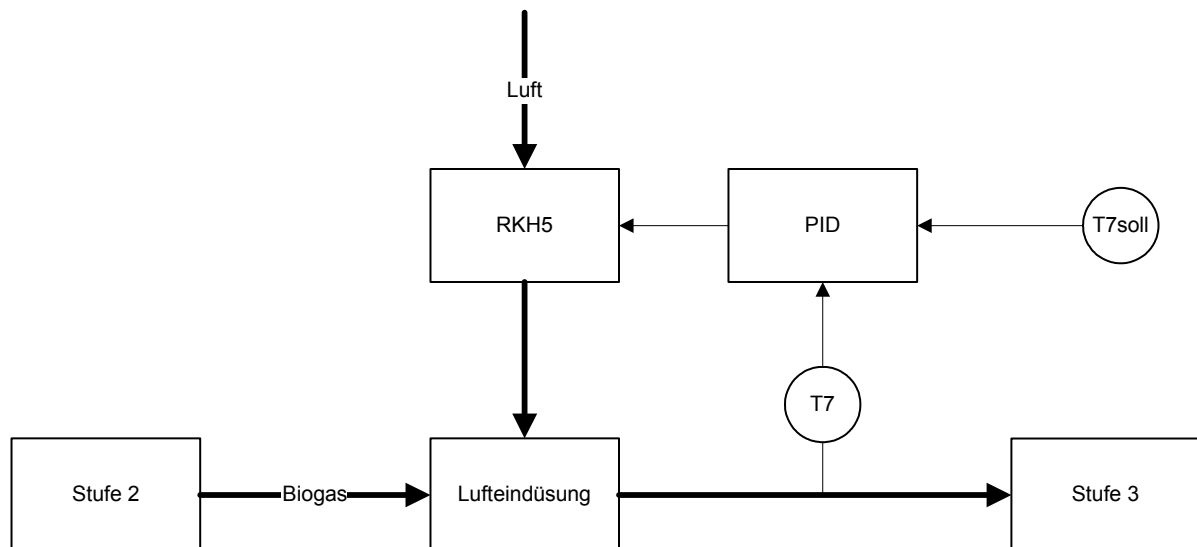 Luft
RKH5
PID
T7soll
T7
Stufe 2
Biogas
Lufteindüsung
Stufe 3